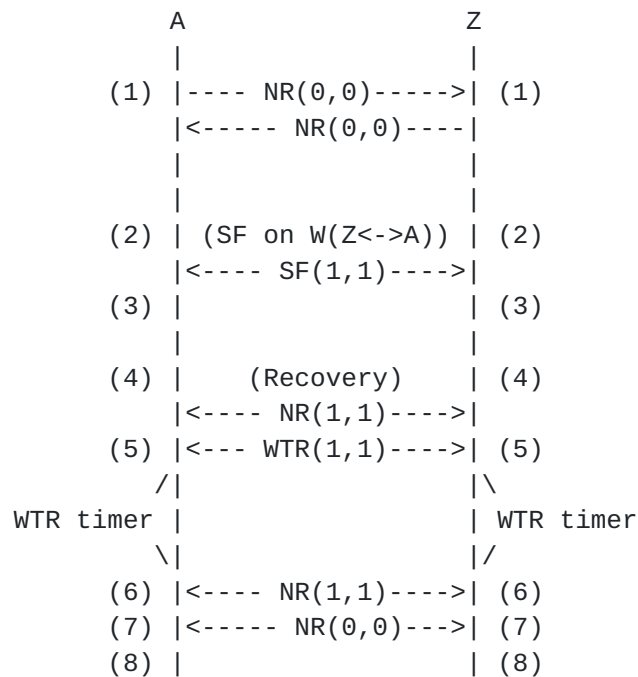 A                  Z
          |                  |
      (1) |---- NR(0,0)----->| (1)
          |<----- NR(0,0)----|
          |                  |
          |                  |
      (2) | (SF on W(Z<->A)) | (2)
          |<---- SF(1,1)---->|
      (3) |                  | (3)
          |                  |
      (4) |    (Recovery)    | (4)
          |<---- NR(1,1)---->|
      (5) |<--- WTR(1,1)---->| (5)
         /|                  |\
WTR timer |                  | WTR timer
         \|                  |/
      (6) |<---- NR(1,1)---->| (6)
      (7) |<----- NR(0,0)--->| (7)
      (8) |                  | (8)